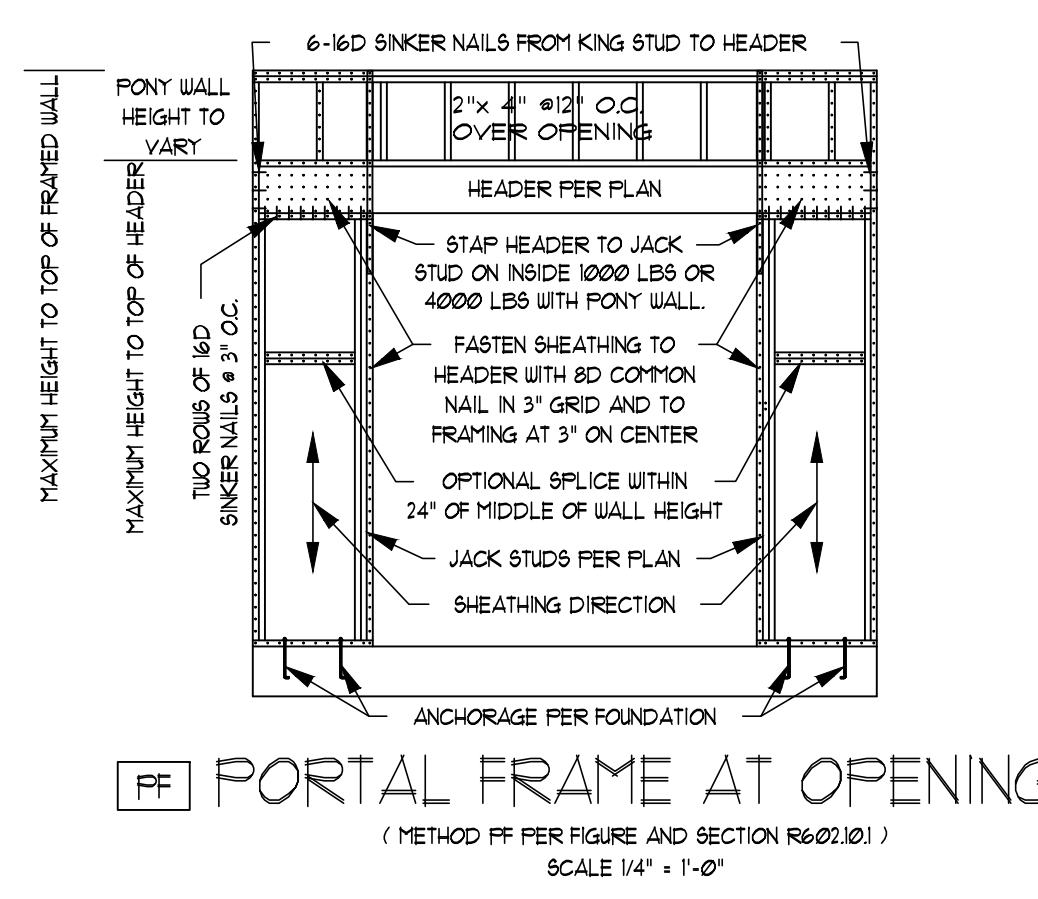 6-16D SINKER NAILS FROM KING STUD TO HEADER
PONY WALL
HEIGHT TO
VARY
2"x 4" @12" O.C.
OVER OPENING
HEADER PER PLAN
MAXIMUM HEIGHT TO TOP OF FRAMED WALL
MAXIMUM HEIGHT TO TOP OF HEADER
TWO ROWS OF 16D
SINKER NAILS @ 3" O.C.
STAP HEADER TO JACK
STUD ON INSIDE 1000 LBS OR
4000 LBS WITH PONY WALL.
FASTEN SHEATHING TO
HEADER WITH 8D COMMON
NAIL IN 3" GRID AND TO
FRAMING AT 3" ON CENTER
OPTIONAL SPLICE WITHIN
24" OF MIDDLE OF WALL HEIGHT
JACK STUDS PER PLAN
SHEATHING DIRECTION
ANCHORAGE PER FOUNDATION
PF PORTAL FRAME AT OPENING
( METHOD PF PER FIGURE AND SECTION R602.10.1 )
SCALE 1/4" = 1'-0"